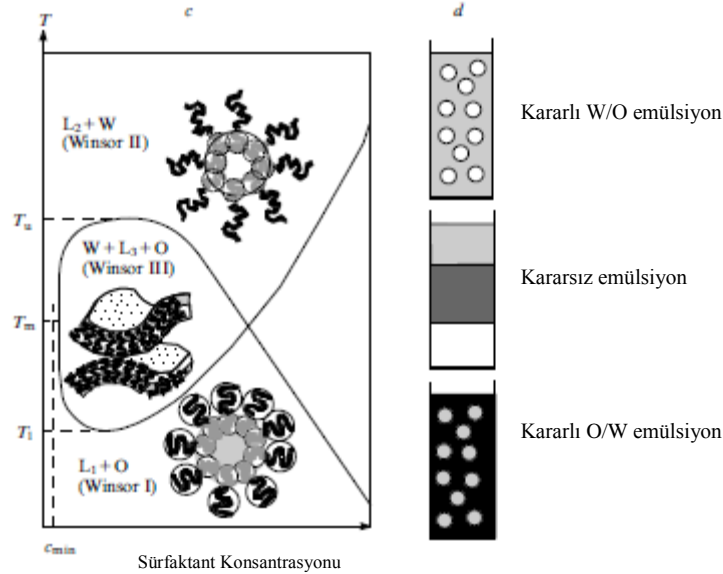 T
c
d
L₂ + W
(Winsor II)
Kararlı W/O emülsiyon
Tᵤ
W + L₃ + O
(Winsor III)
Kararsız emülsiyon
Tₘ
Tₗ
L₁ + O
(Winsor I)
Kararlı O/W emülsiyon
cₘᵢₙ
Sürfaktant Konsantrasyonu